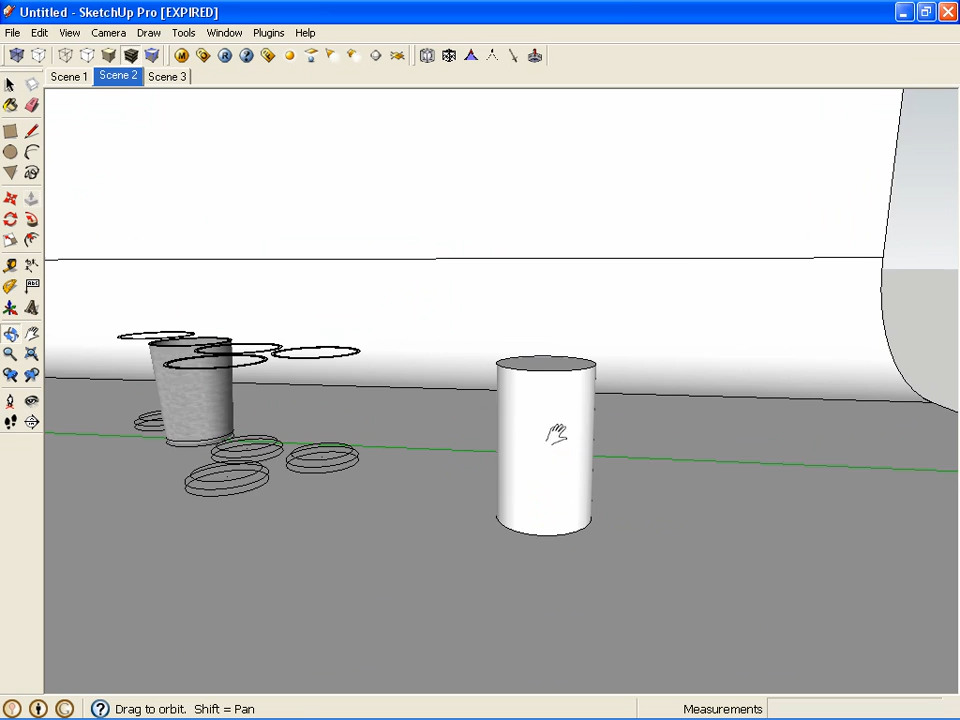 Untitled - SketchUp Pro [EXPIRED]
File Edit View Camera Draw Tools Window Plugins Help
Scene 1 Scene 2 Scene 3
Drag to orbit. Shift = Pan Measurements